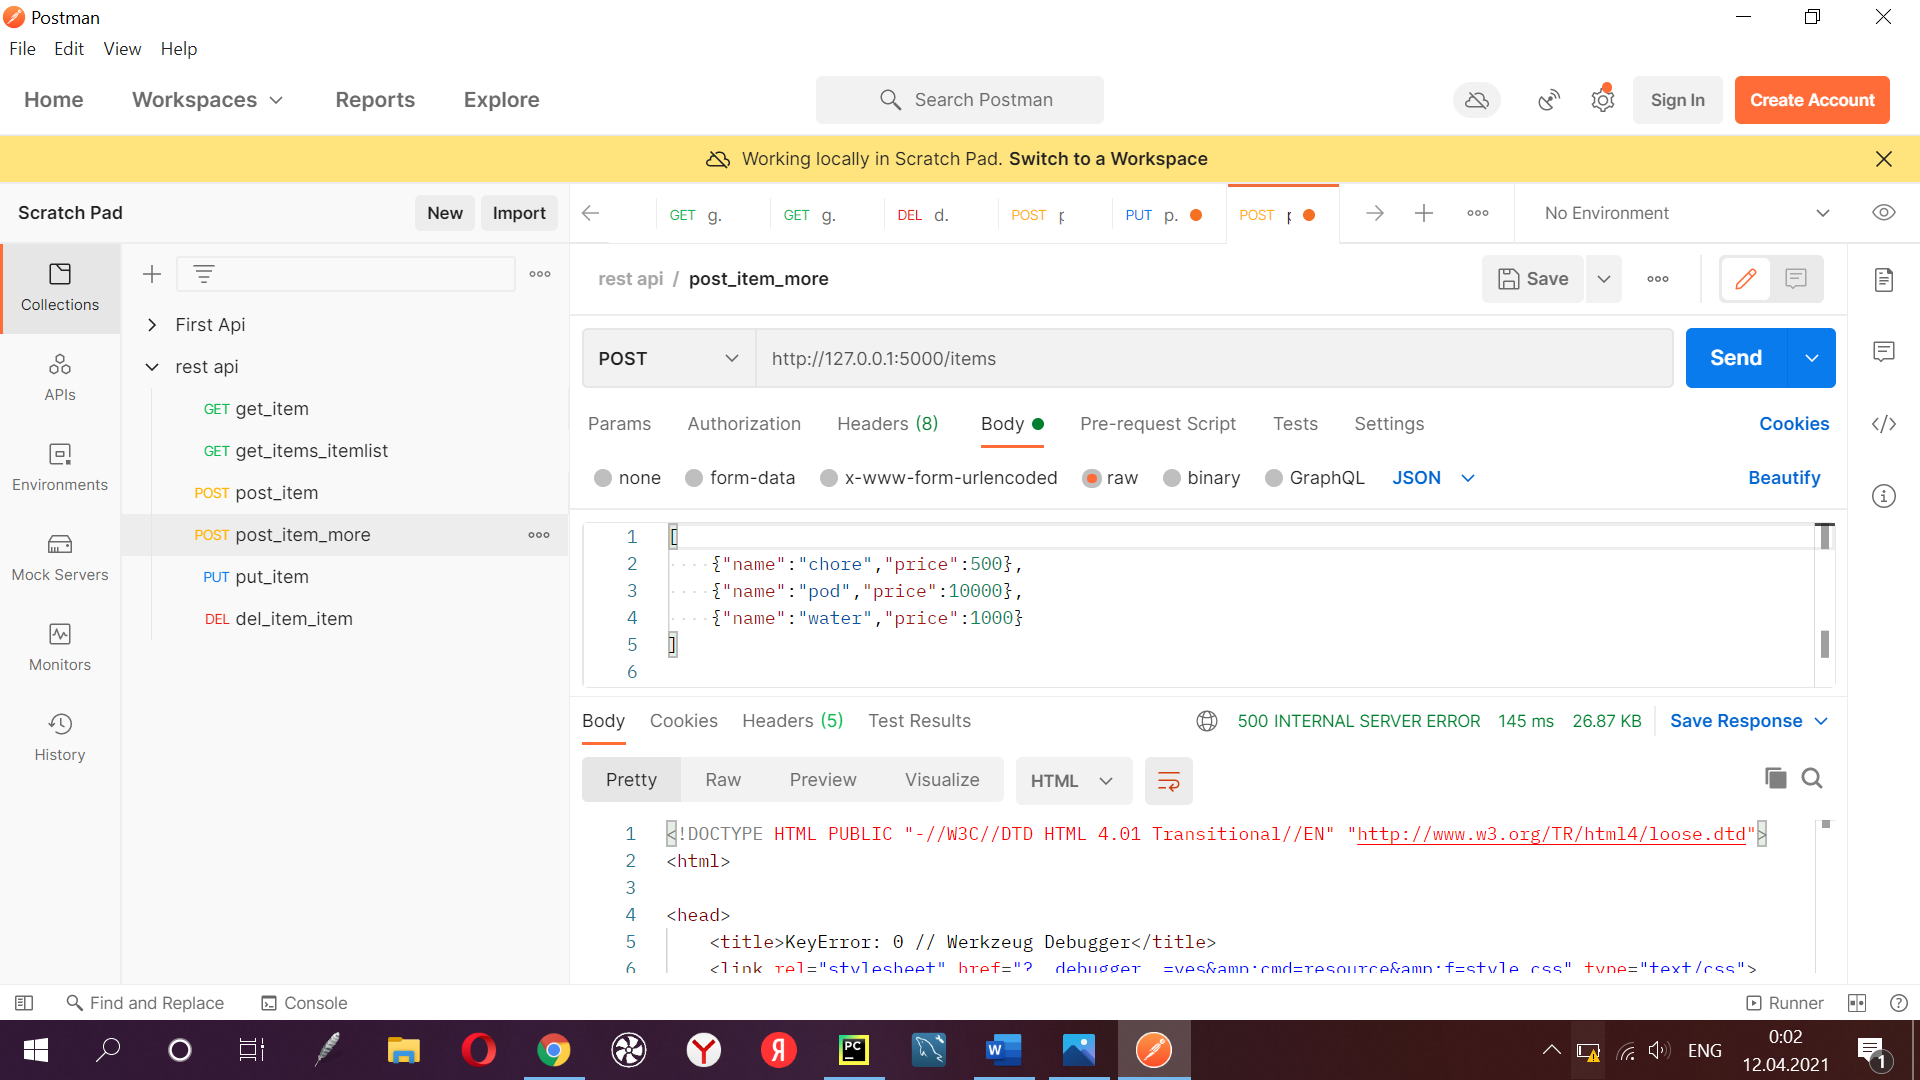 Postman
File Edit View Help
Home Workspaces Reports Explore Search Postman Sign In Create Account
Working locally in Scratch Pad. Switch to a Workspace
Scratch Pad New Import GET g. GET g. DEL d. POST PUT p. POST No Environment
Collections
APIs
Environments
Mock Servers
Monitors
History
First Api
rest api
GET get_item
GET get_items_itemlist
POST post_item
POST post_item_more
PUT put_item
DEL del_item_item
rest api / post_item_more Save
POST http://127.0.0.1:5000/items Send
Params Authorization Headers (8) Body Pre-request Script Tests Settings Cookies
none form-data x-www-form-urlencoded raw binary GraphQL JSON Beautify
1 [
2 {"name":"chore","price":500},
3 {"name":"pod","price":10000},
4 {"name":"water","price":1000}
5 ]
6
Body Cookies Headers (5) Test Results 500 INTERNAL SERVER ERROR 145 ms 26.87 KB Save Response
Pretty Raw Preview Visualize HTML
1 <!DOCTYPE HTML PUBLIC "-//W3C//DTD HTML 4.01 Transitional//EN" "http://www.w3.org/TR/html4/loose.dtd">
2 <html>
3
4 <head>
5 <title>KeyError: 0 // Werkzeug Debugger</title>
6 <link rel="stylesheet" href="?__debugger__=yes&amp;cmd=resource&amp;f=style.css" type="text/css">
Find and Replace Console Runner
ENG 0:02
12.04.2021
1